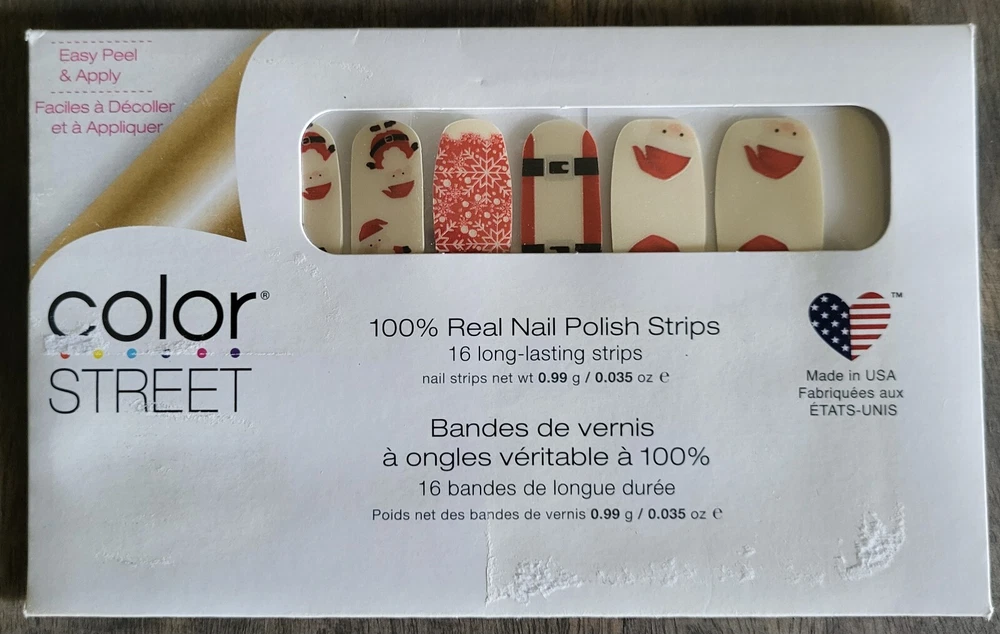 Easy Peel
& Apply
Faciles à Décoller
et à Appliquer
color®
STREET
100% Real Nail Polish Strips
16 long-lasting strips
nail strips net wt 0.99 g / 0.035 oz ℮
Bandes de vernis
à ongles véritable à 100%
16 bandes de longue durée
Poids net des bandes de vernis 0.99 g / 0.035 oz ℮
TM
Made in USA
Fabriquées aux
ÉTATS-UNIS